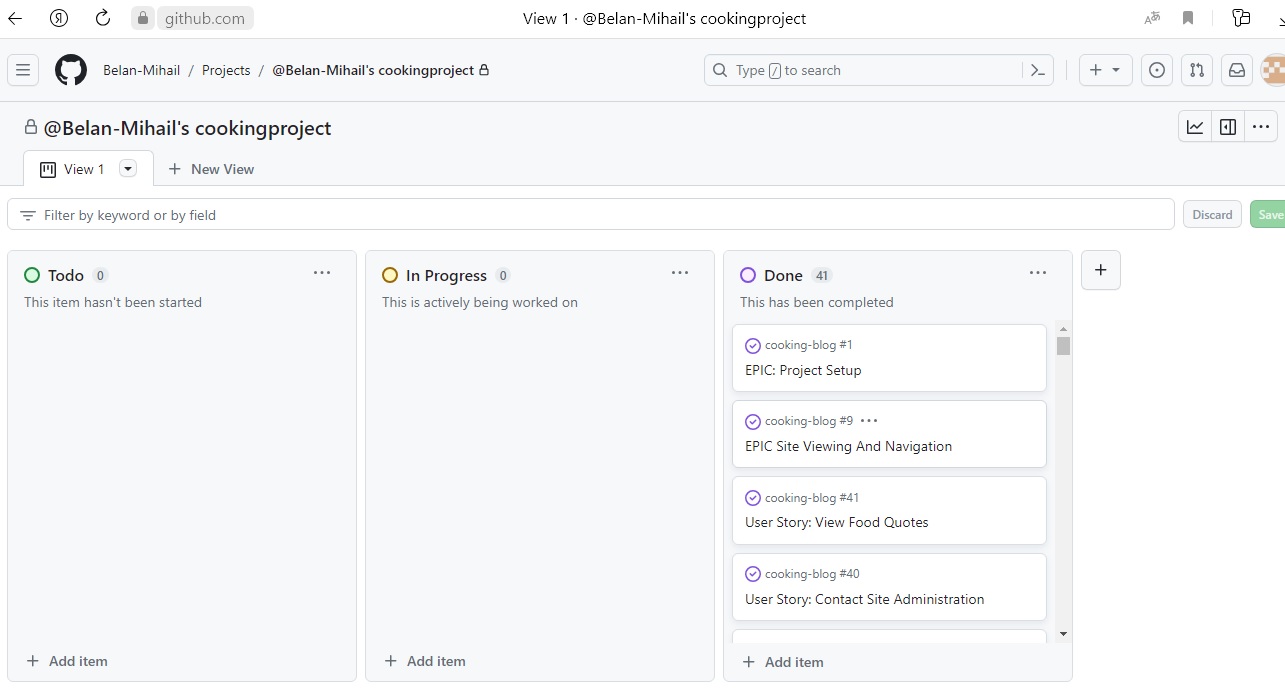 Я github.com View 1 · @Belan-Mihail's cookingproject
Belan-Mihail / Projects / @Belan-Mihail's cookingproject Type / to search
@Belan-Mihail's cookingproject
View 1 + New View
Filter by keyword or by field Discard Save
Todo 0
This item hasn't been started
+ Add item
In Progress 0
This is actively being worked on
+ Add item
Done 41
This has been completed
cooking-blog #1
EPIC: Project Setup
cooking-blog #9 ...
EPIC Site Viewing And Navigation
cooking-blog #41
User Story: View Food Quotes
cooking-blog #40
User Story: Contact Site Administration
+ Add item